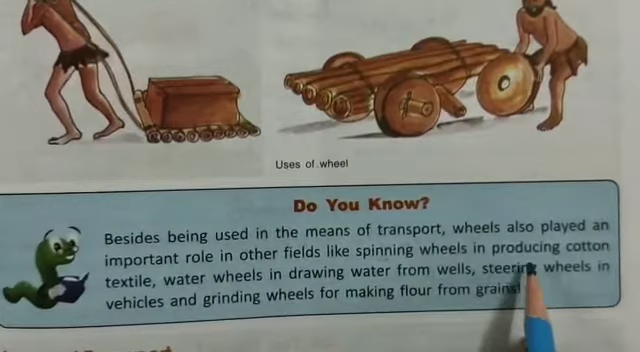 Uses of wheel
Do You Know?
Besides being used in the means of transport, wheels also played an
important role in other fields like spinning wheels in producing cotton
textile, water wheels in drawing water from wells, steering wheels in
vehicles and grinding wheels for making flour from grains.
Transport